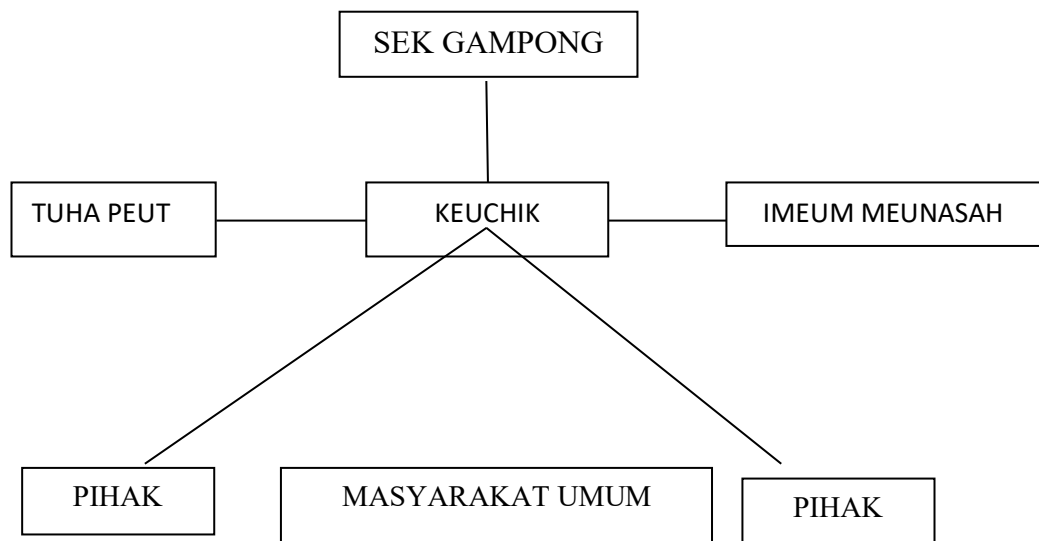 SEK GAMPONG
TUHA PEUT
KEUCHIK
IMEUM MEUNASAH
PIHAK
MASYARAKAT UMUM
PIHAK